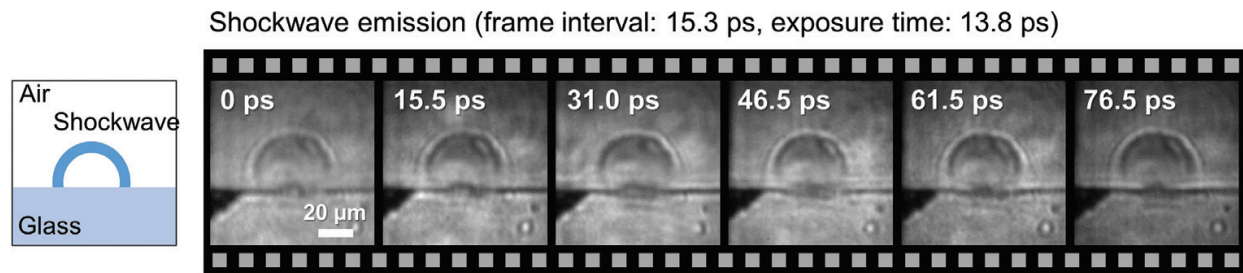 Shockwave emission (frame interval: 15.3 ps, exposure time: 13.8 ps)
Air
Shockwave
Glass
0 ps
15.5 ps
31.0 ps
46.5 ps
61.5 ps
76.5 ps
20 µm